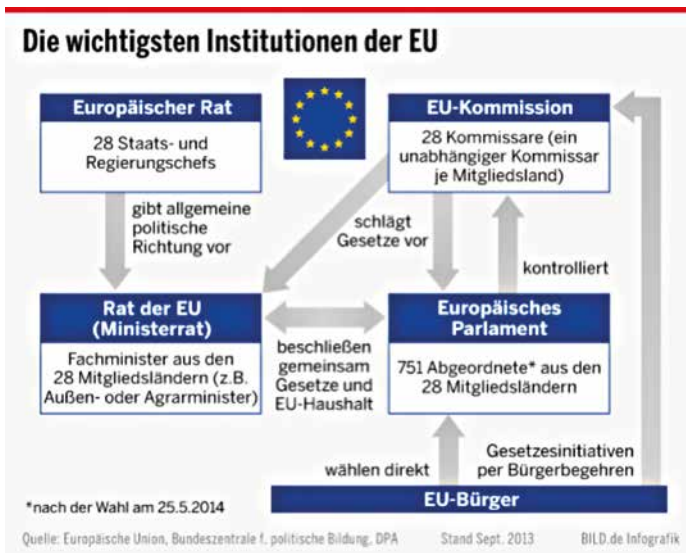 Die wichtigsten Institutionen der EU
Europäischer Rat
28 Staats- und
Regierungschefs
EU-Kommission
28 Kommissare (ein
unabhängiger Kommissar
je Mitgliedsland)
gibt allgemeine
politische
Richtung vor
schlägt
Gesetze vor
kontrolliert
Rat der EU
(Ministerrat)
Fachminister aus den
28 Mitgliedsländern (z.B.
Außen- oder Agrarminister)
beschließen
gemeinsam
Gesetze und
EU-Haushalt
Europäisches
Parlament
751 Abgeordnete* aus den
28 Mitgliedsländern
wählen direkt
Gesetzesinitiativen
per Bürgerbegehren
EU-Bürger
*nach der Wahl am 25.5.2014
Quelle: Europäische Union, Bundeszentrale f. politische Bildung, DPA Stand Sept. 2013 BILD.de Infografik